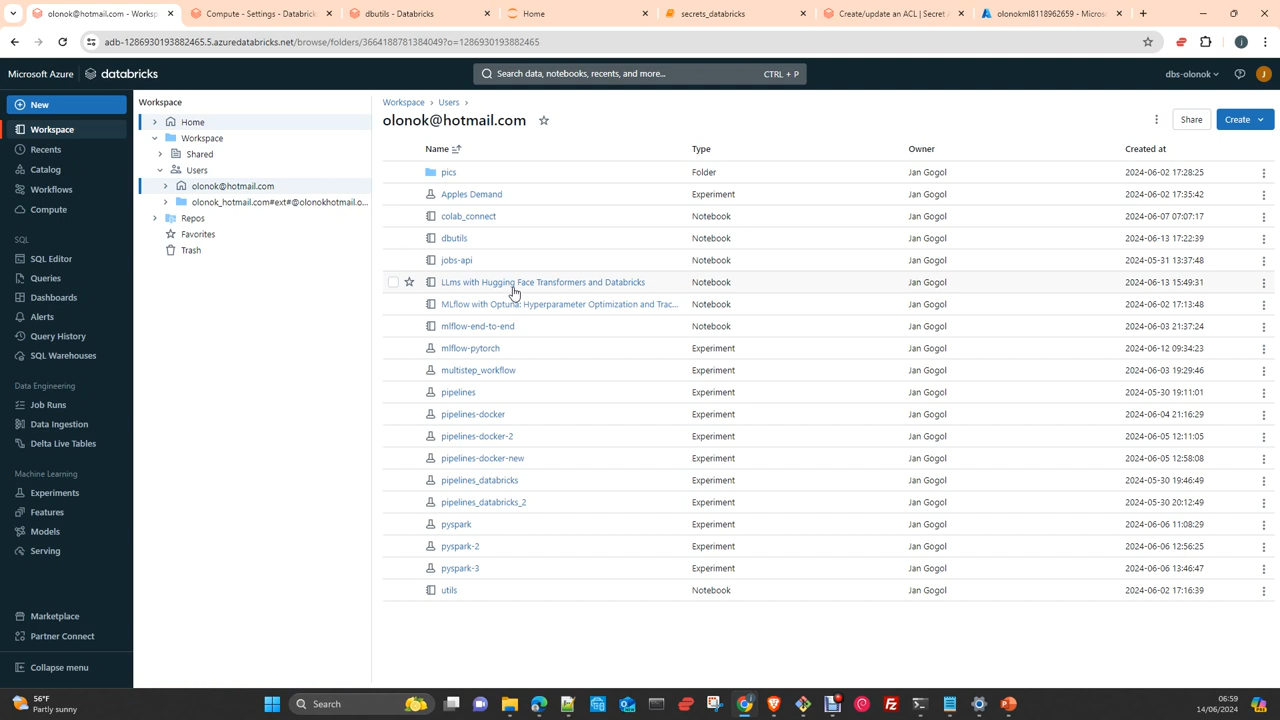 olonok@hotmail.com - Worksp...
Compute - Settings - Databricks
dbutils - Databricks
Home
secrets_databricks
Create/update an ACL | Secret A
olonokml8118962659 - Microso
adb-1286930193882465.5.azuredatabricks.net/browse/folders/366418878138404​9?o=1286930193882465
Microsoft Azure databricks
Search data, notebooks, recents, and more... CTRL + P
dbs-olonok
J
New
Workspace
Recents
Catalog
Workflows
Compute
SQL
SQL Editor
Queries
Dashboards
Alerts
Query History
SQL Warehouses
Data Engineering
Job Runs
Data Ingestion
Delta Live Tables
Machine Learning
Experiments
Features
Models
Serving
Marketplace
Partner Connect
Collapse menu
Workspace
Home
Workspace
Shared
Users
olonok@hotmail.com
olonok_hotmail.com#ext#@olonokhotmail.o...
Repos
Favorites
Trash
Workspace > Users >
olonok@hotmail.com
Share
Create
Name Type Owner Created at
pics Folder Jan Gogol 2024-06-02 17:28:25
Apples Demand Experiment Jan Gogol 2024-06-02 17:35:42
colab_connect Notebook Jan Gogol 2024-06-07 07:07:17
dbutils Notebook Jan Gogol 2024-06-13 17:22:39
jobs-api Notebook Jan Gogol 2024-05-31 13:37:48
LLms with Hugging Face Transformers and Databricks Notebook Jan Gogol 2024-06-13 15:49:31
MLflow with Optuna: Hyperparameter Optimization and Trac... Notebook Jan Gogol 2024-06-02 17:13:48
mlflow-end-to-end Notebook Jan Gogol 2024-06-03 21:37:24
mlflow-pytorch Experiment Jan Gogol 2024-06-12 09:34:23
multistep_workflow Experiment Jan Gogol 2024-06-03 19:29:46
pipelines Experiment Jan Gogol 2024-05-30 19:11:01
pipelines-docker Experiment Jan Gogol 2024-06-04 21:16:29
pipelines-docker-2 Experiment Jan Gogol 2024-06-05 12:11:05
pipelines-docker-new Experiment Jan Gogol 2024-06-05 12:58:08
pipelines_databricks Experiment Jan Gogol 2024-05-30 19:46:49
pipelines_databricks_2 Experiment Jan Gogol 2024-05-30 20:12:49
pyspark Experiment Jan Gogol 2024-06-06 11:08:29
pyspark-2 Experiment Jan Gogol 2024-06-06 12:56:25
pyspark-3 Experiment Jan Gogol 2024-06-06 13:46:47
utils Notebook Jan Gogol 2024-06-02 17:16:39
56°F
Partly sunny
Search
06:59
14/06/2024